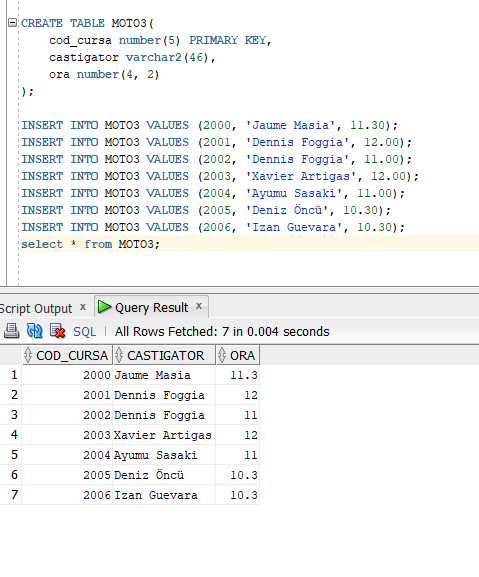 CREATE TABLE MOTO3(
cod_cursa number(5) PRIMARY KEY,
castigator varchar2(46),
ora number(4, 2)
);
INSERT INTO MOTO3 VALUES (2000, 'Jaume Masia', 11.30);
INSERT INTO MOTO3 VALUES (2001, 'Dennis Foggia', 12.00);
INSERT INTO MOTO3 VALUES (2002, 'Dennis Foggia', 11.00);
INSERT INTO MOTO3 VALUES (2003, 'Xavier Artigas', 12.00);
INSERT INTO MOTO3 VALUES (2004, 'Ayumu Sasaki', 11.00);
INSERT INTO MOTO3 VALUES (2005, 'Deniz Öncü', 10.30);
INSERT INTO MOTO3 VALUES (2006, 'Izan Guevara', 10.30);
select * from MOTO3;
Script Output x Query Result x
SQL | All Rows Fetched: 7 in 0.004 seconds
COD_CURSA CASTIGATOR ORA
1 2000 Jaume Masia 11.3
2 2001 Dennis Foggia 12
3 2002 Dennis Foggia 11
4 2003 Xavier Artigas 12
5 2004 Ayumu Sasaki 11
6 2005 Deniz Öncü 10.3
7 2006 Izan Guevara 10.3